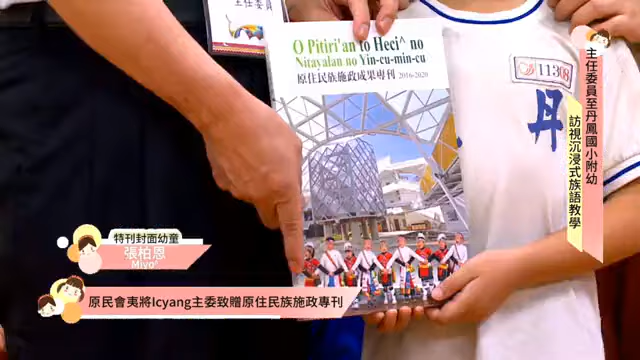 主任委員
O Pitiri'an to Heci^ no
Nitayalan no Yin-cu-min-cu
原住民族施政成果專刊 2016-2020
113
丹
主任委員至丹鳳國小附幼
訪視沉浸式族語教學
特刊封面幼童
張柏恩
Miyo^
原民會夷將Icyang主委致贈原住民族施政專刊